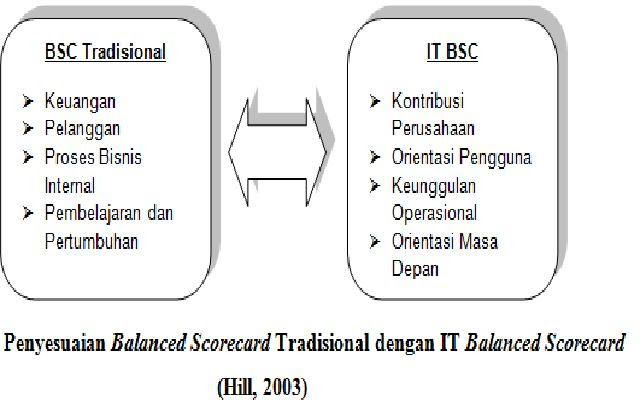 BSC Tradisional
➢ Keuangan
➢ Pelanggan
➢ Proses Bisnis
Internal
➢ Pembelajaran dan
Pertumbuhan
IT BSC
➢ Kontribusi
Perusahaan
➢ Orientasi Pengguna
➢ Keunggulan
Operasional
➢ Orientasi Masa
Depan
Penyesuaian Balanced Scorecard Tradisional dengan IT Balanced Scorecard
(Hill, 2003)